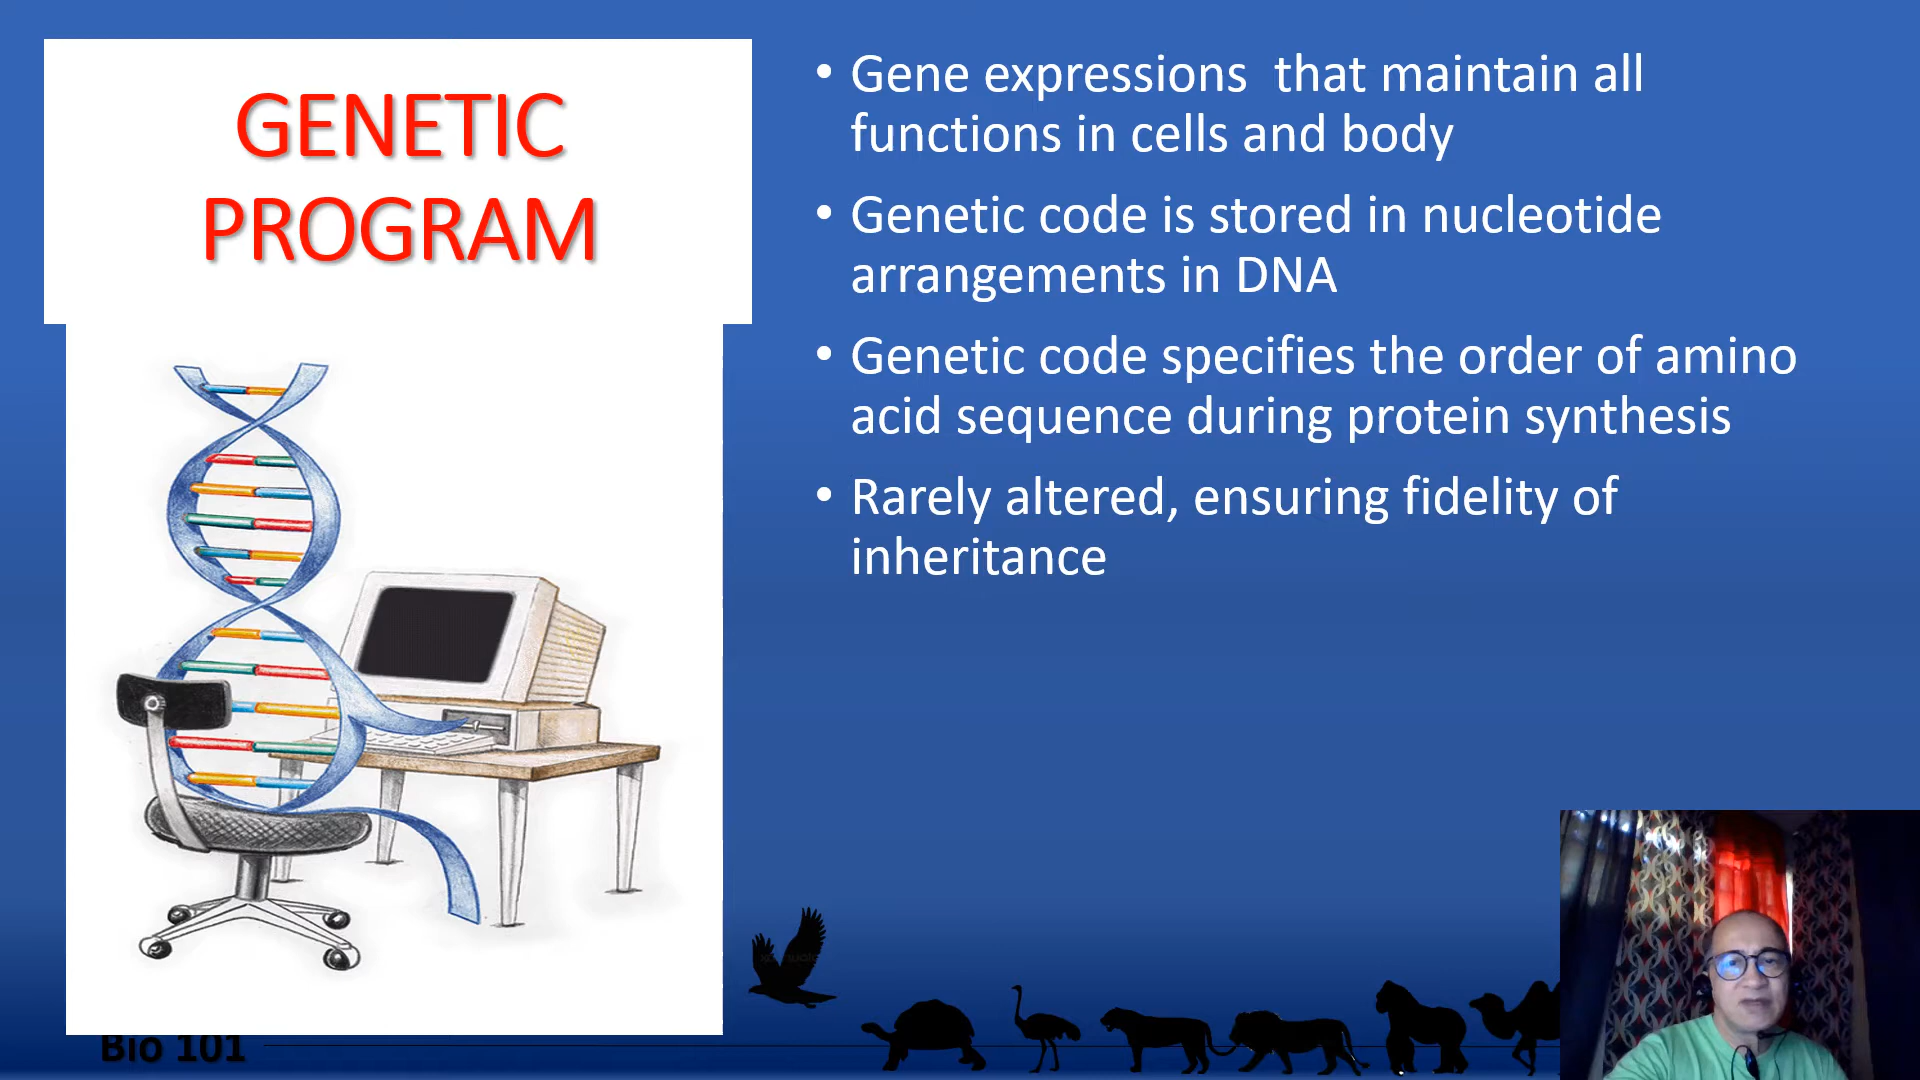 GENETIC
PROGRAM
• Gene expressions that maintain all
functions in cells and body
• Genetic code is stored in nucleotide
arrangements in DNA
• Genetic code specifies the order of amino
acid sequence during protein synthesis
• Rarely altered, ensuring fidelity of
inheritance
Bio 101